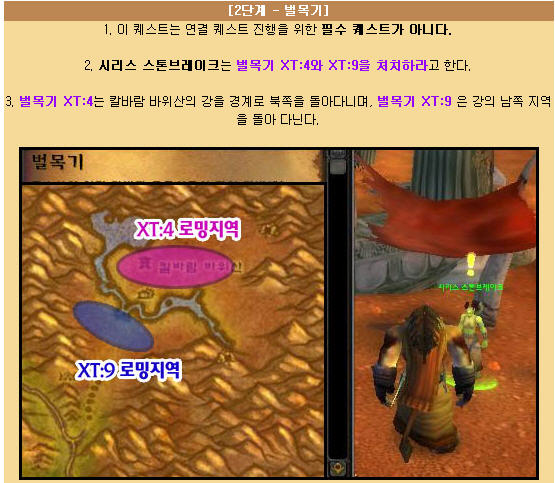 [2단계 - 벌목기]
1. 이 퀘스트는 연결 퀘스트 진행을 위한 필수 퀘스트가 아니다.
2. 시리스 스톤브레이크는 벌목기 XT:4와 XT:9을 처치하라고 한다.
3. 벌목기 XT:4는 칼바람 바위산의 강을 경계로 북쪽을 돌아다니며, 벌목기 XT:9 은 강의 남쪽 지역
을 돌아 다닌다.
벌목기
XT:4 로밍지역
칼바람 바위산
XT:9 로밍지역
시리스 스톤브레이크